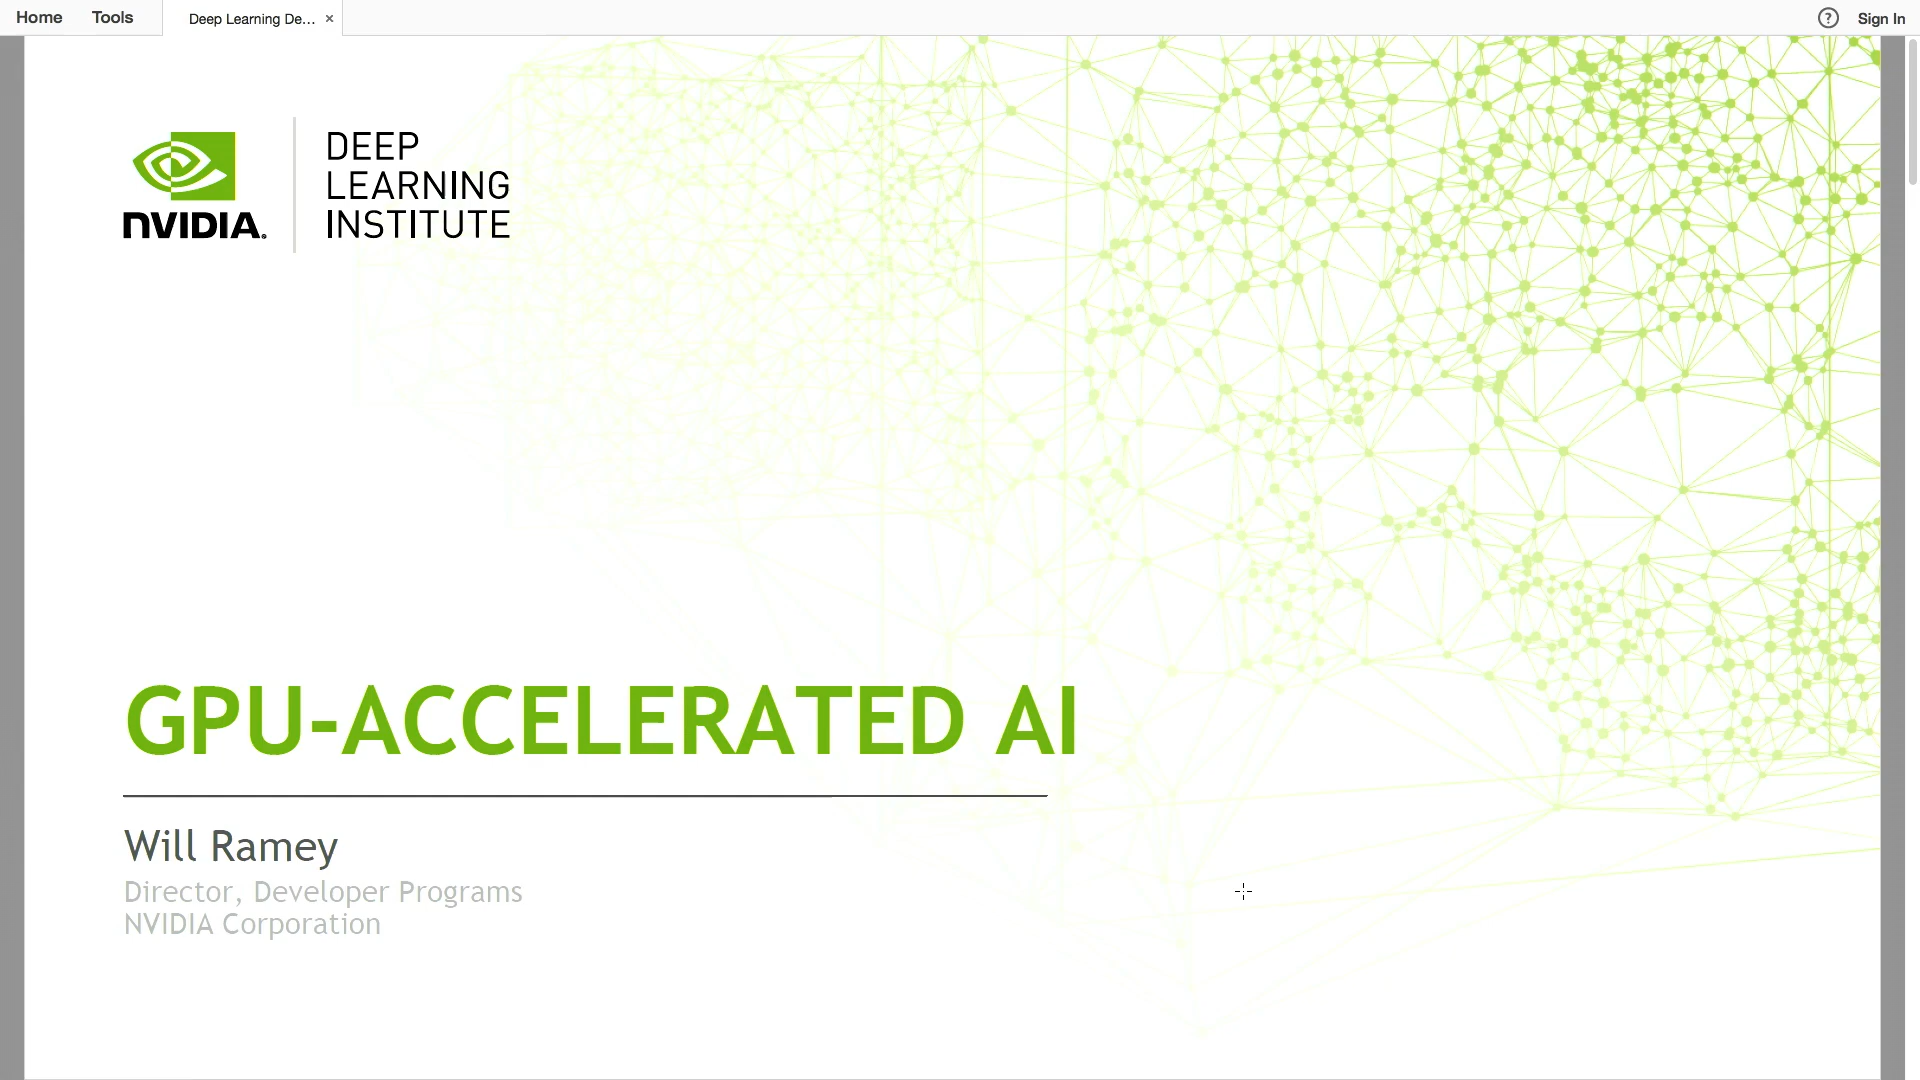 Home Tools Deep Learning De... × ? Sign In
DEEP
LEARNING
INSTITUTE
NVIDIA.
GPU-ACCELERATED AI
Will Ramey
Director, Developer Programs
NVIDIA Corporation